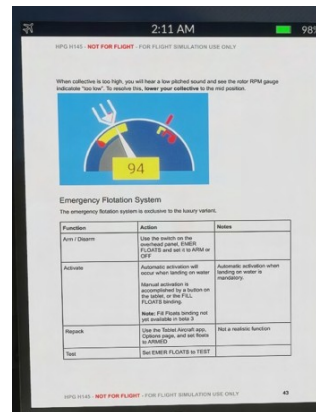 2:11 AM
98%
HPG H145 - NOT FOR FLIGHT - FOR FLIGHT SIMULATION USE ONLY
When collective is too high, you will hear a low pitched sound and see the rotor RPM gauge
indicatote "too low". To resolve this, lower your collective to the mid position.
94
Emergency Flotation System
The emergency flotation system is exclusive to the luxury variant.
Function Action Notes
Arm / Disarm
Use the switch on the
overhead panel, EMER
FLOATS and set it to ARM or
OFF
Activate
Automatic activation will
occur when landing on water
Manual activation is
accomplished by a button on
the tablet, or the FILL
FLOATS binding.
Note: Fill Floats binding not
yet available in beta 3
Automatic activation when
landing on water is
mandatory.
Repack
Use the Tablet Aircraft app,
Options page, and set floats
to ARMED
Not a realistic function
Test
Set EMER FLOATS to TEST
HPG H145 - NOT FOR FLIGHT - FOR FLIGHT SIMULATION USE ONLY
43